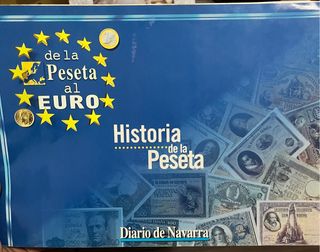 de la
Peseta
al
EURO
Historia
de la
Peseta
Diario de Navarra